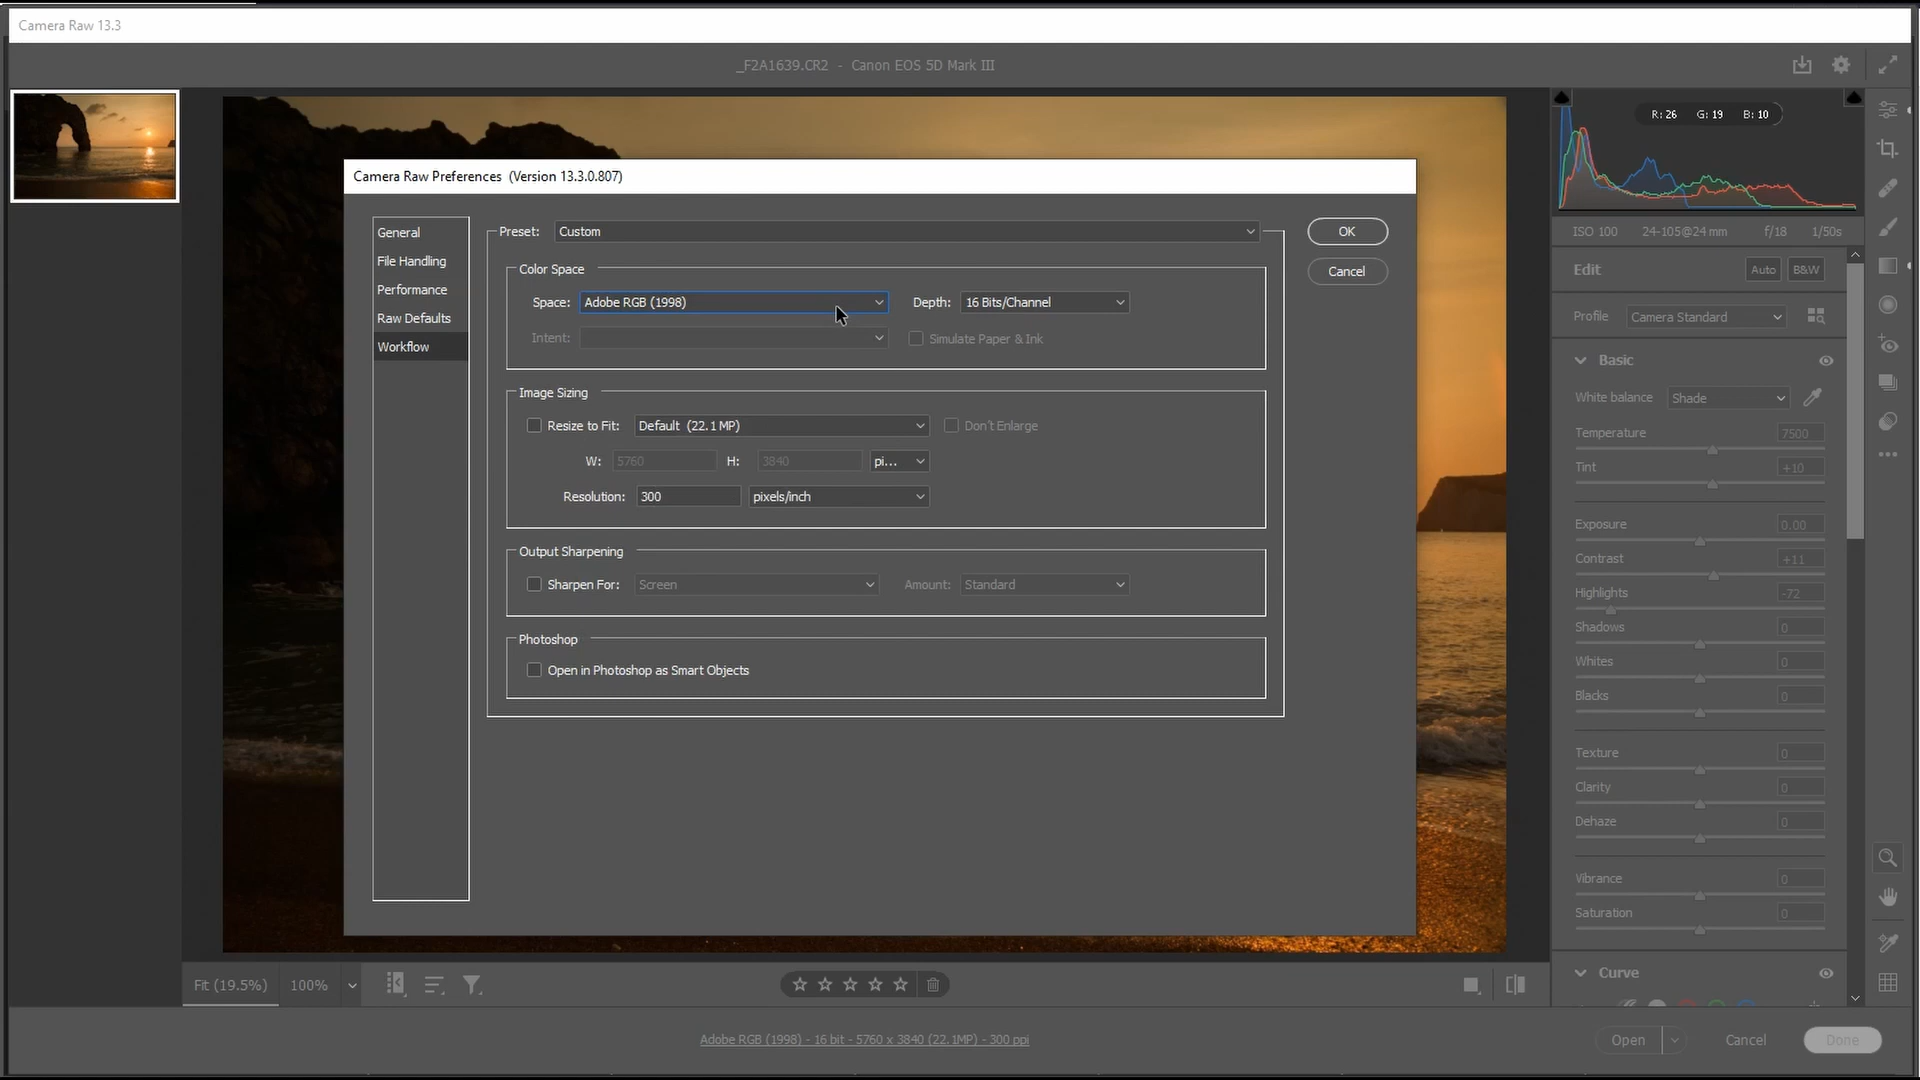 Camera Raw 13.3
_F2A1639.CR2 - Canon EOS 5D Mark III
R: 26 G: 19 B: 10
ISO 100 24-105@24 mm f/18 1/50s
Camera Raw Preferences (Version 13.3.0.807)
General
File Handling
Performance
Raw Defaults
Workflow
Preset: Custom
OK
Cancel
Color Space
Space: Adobe RGB (1998) Depth: 16 Bits/Channel
Intent: Simulate Paper & Ink
Image Sizing
Resize to Fit: Default (22.1 MP) Don't Enlarge
W: 5760 H: 3840 pi...
Resolution: 300 pixels/inch
Output Sharpening
Sharpen For: Screen Amount: Standard
Photoshop
Open in Photoshop as Smart Objects
Edit Auto B&W
Profile Camera Standard
Basic
White balance Shade
Temperature 7500
Tint +10
Exposure 0.00
Contrast +11
Highlights -72
Shadows 0
Whites 0
Blacks 0
Texture 0
Clarity 0
Dehaze 0
Vibrance 0
Saturation 0
Curve
Fit (19.5%) 100%
Adobe RGB (1998) - 16 bit - 5760 x 3840 (22.1MP) - 300 ppi
Open Cancel Done